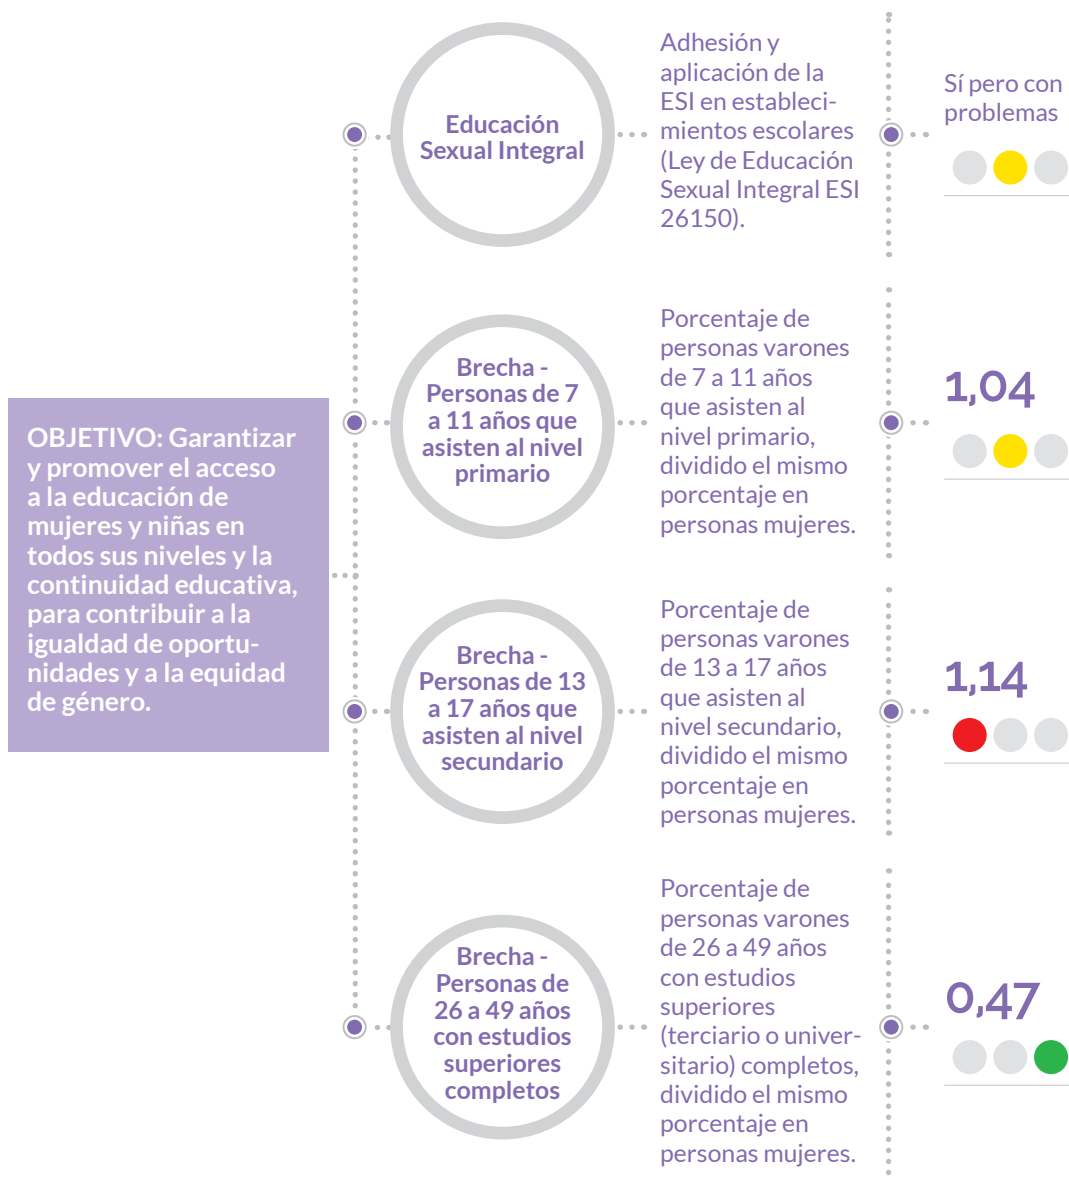 OBJETIVO: Garantizar
y promover el acceso
a la educación de
mujeres y niñas en
todos sus niveles y la
continuidad educativa,
para contribuir a la
igualdad de oportu-
nidades y a la equidad
de género.
Educación
Sexual Integral
Adhesión y
aplicación de la
ESI en estableci-
mientos escolares
(Ley de Educación
Sexual Integral ESI
26150).
Sí pero con
problemas
Brecha -
Personas de 7
a 11 años que
asisten al nivel
primario
Porcentaje de
personas varones
de 7 a 11 años
que asisten al
nivel primario,
dividido el mismo
porcentaje en
personas mujeres.
1,04
Brecha -
Personas de 13
a 17 años que
asisten al nivel
secundario
Porcentaje de
personas varones
de 13 a 17 años
que asisten al
nivel secundario,
dividido el mismo
porcentaje en
personas mujeres.
1,14
Brecha -
Personas de
26 a 49 años
con estudios
superiores
completos
Porcentaje de
personas varones
de 26 a 49 años
con estudios
superiores
(terciario o univer-
sitario) completos,
dividido el mismo
porcentaje en
personas mujeres.
0,47